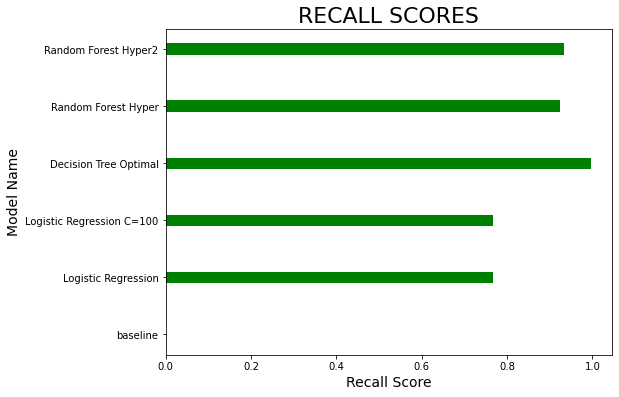 RECALL SCORES
Random Forest Hyper2
Random Forest Hyper
Decision Tree Optimal
Logistic Regression C=100
Logistic Regression
baseline
Model Name
0.0 0.2 0.4 0.6 0.8 1.0
Recall Score